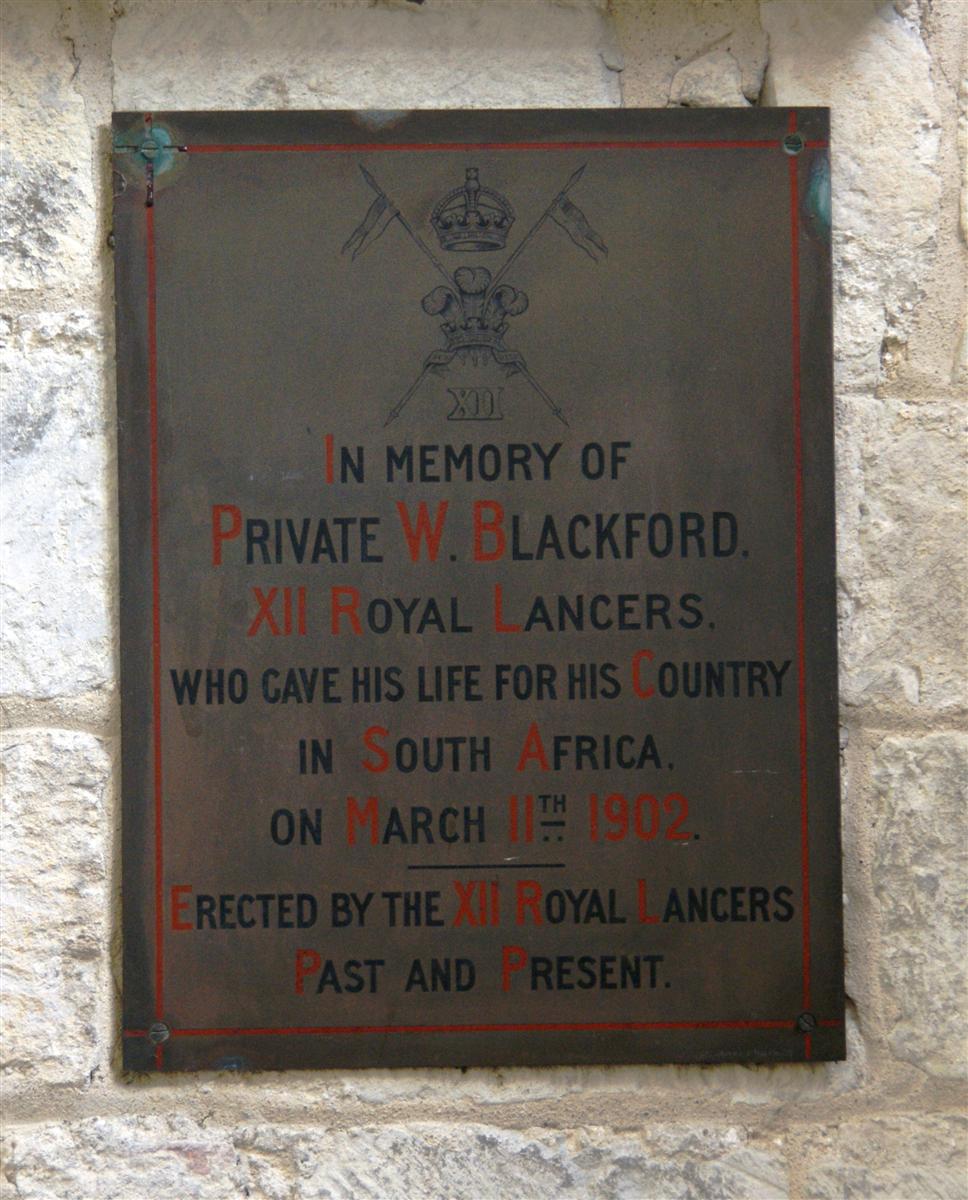 XII
IN MEMORY OF
PRIVATE W. BLACKFORD.
XII ROYAL LANCERS.
WHO GAVE HIS LIFE FOR HIS COUNTRY
IN SOUTH AFRICA.
ON MARCH 11TH 1902.
ERECTED BY THE XII ROYAL LANCERS
PAST AND PRESENT.